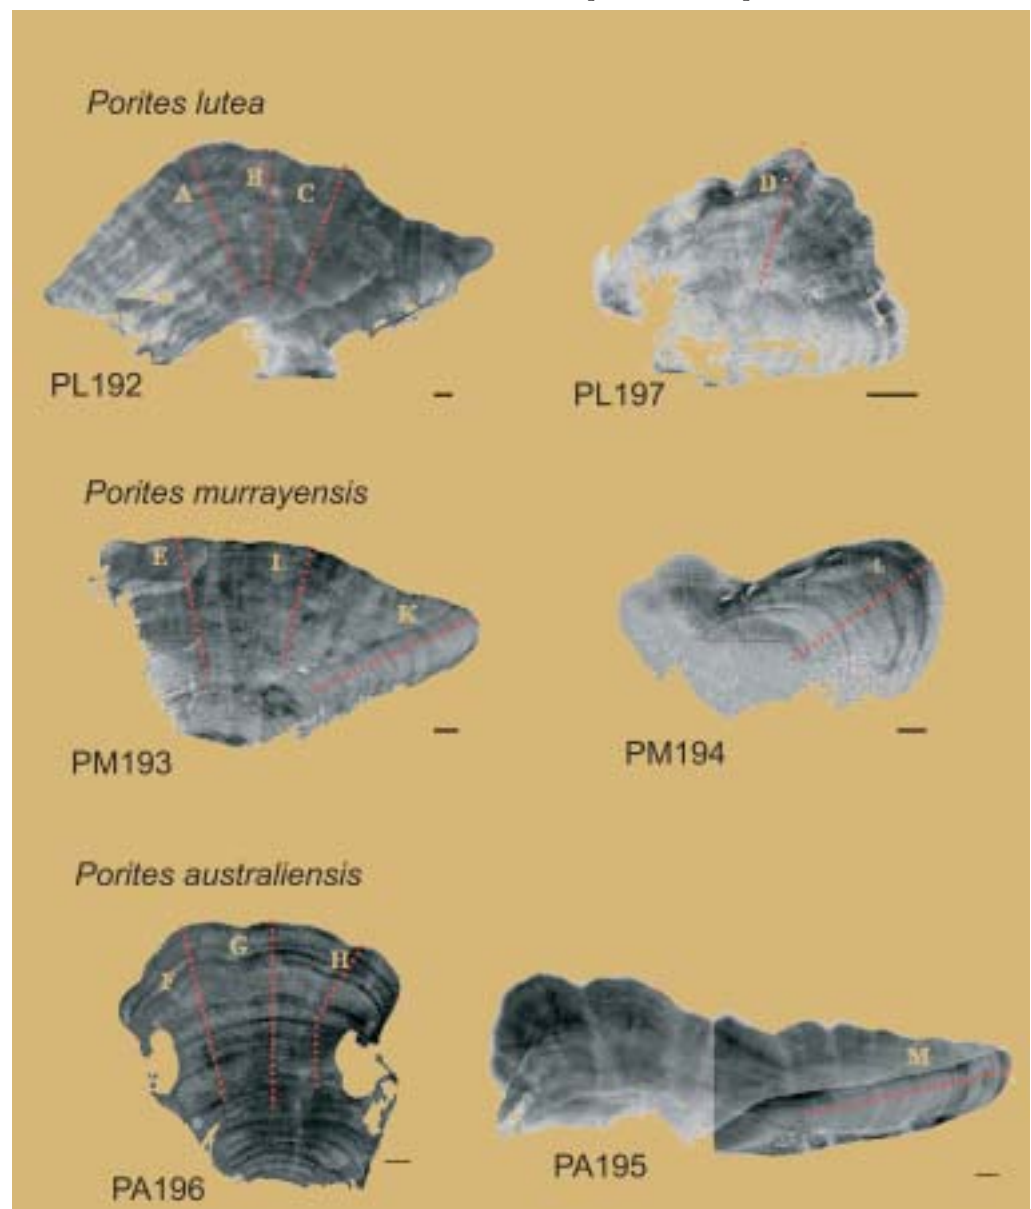 Porites lutea
A
B
C
D
PL192
PL197
Porites murrayensis
E
I
K
L
PM193
PM194
Porites australiensis
F
G
H
M
PA196
PA195